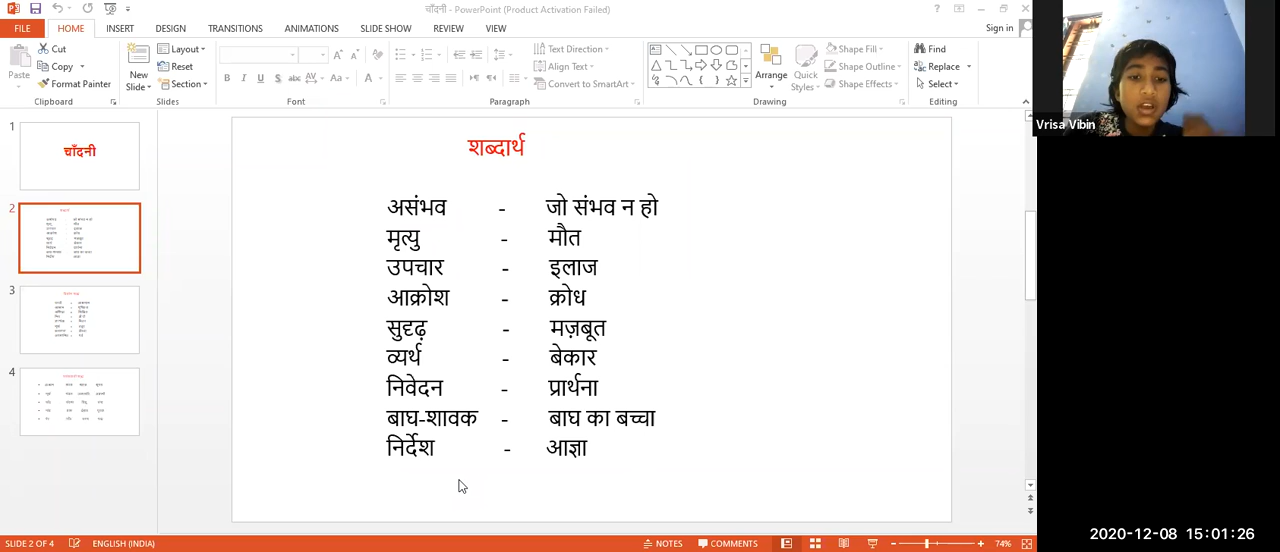 चाँदनी - PowerPoint (Product Activation Failed)
FILE HOME INSERT DESIGN TRANSITIONS ANIMATIONS SLIDE SHOW REVIEW VIEW Sign in
Paste
Cut
Copy
Format Painter
Clipboard
New
Slide
Layout
Reset
Section
Slides
B I U S abc AV Aa A
Font
Text Direction
Align Text
Convert to SmartArt
Paragraph
Arrange
Quick
Styles
Shape Fill
Shape Outline
Shape Effects
Drawing
Find
Replace
Select
Editing
Vrisa Vibin
1
चाँदनी
2
3
4
शब्दार्थ
असंभव - जो संभव न हो
मृत्यु - मौत
उपचार - इलाज
आक्रोश - क्रोध
सुदृढ़ - मज़बूत
व्यर्थ - बेकार
निवेदन - प्रार्थना
बाघ-शावक - बाघ का बच्चा
निर्देश - आज्ञा
SLIDE 2 OF 4 ENGLISH (INDIA) NOTES COMMENTS 74%
2020-12-08 15:01:26